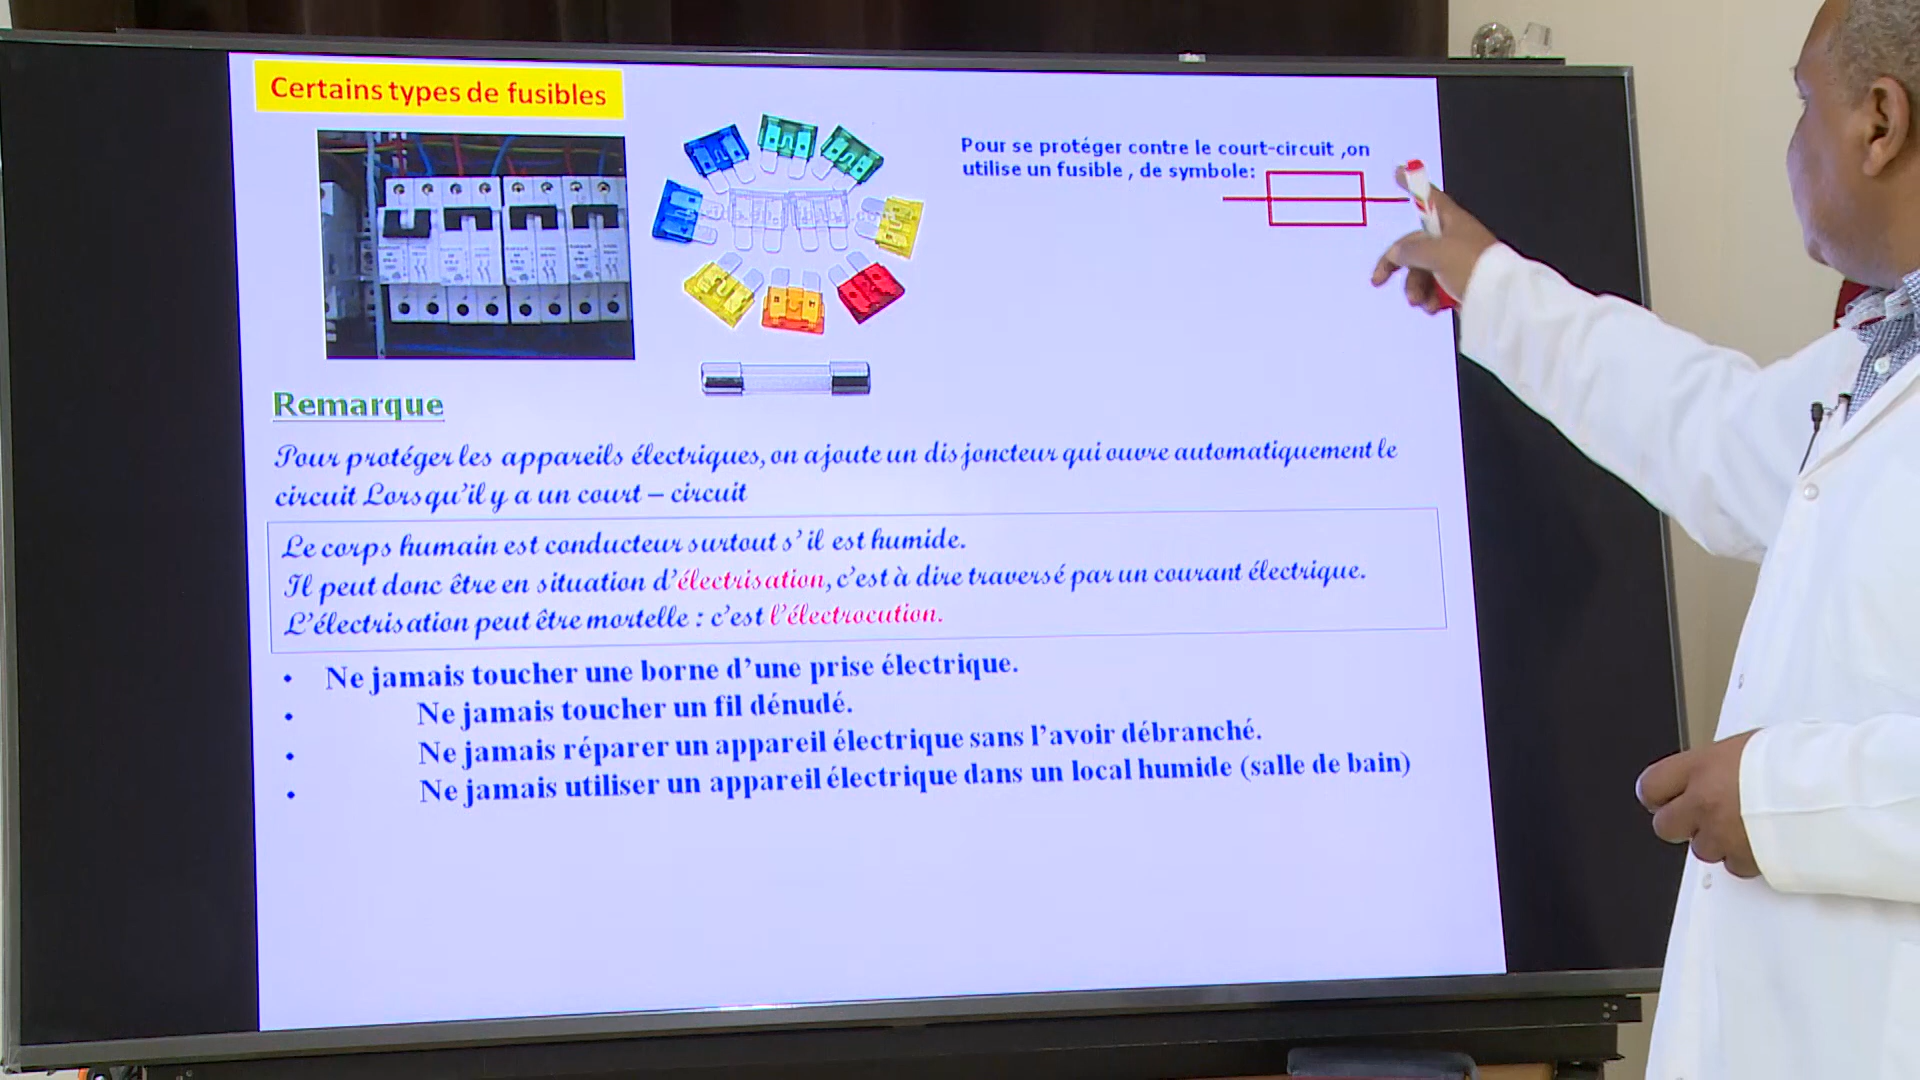 Certains types de fusibles
Pour se protéger contre le court-circuit ,on
utilise un fusible , de symbole:
Remarque
Pour protéger les appareils électriques, on ajoute un disjoncteur qui ouvre automatiquement le
circuit Lorsqu'il y a un court – circuit
Le corps humain est conducteur surtout s' il est humide.
Il peut donc être en situation d'électrisation, c'est à dire traversé par un courant électrique.
L'électrisation peut être mortelle : c'est l'électrocution.
• Ne jamais toucher une borne d'une prise électrique.
• Ne jamais toucher un fil dénudé.
• Ne jamais réparer un appareil électrique sans l'avoir débranché.
• Ne jamais utiliser un appareil électrique dans un local humide (salle de bain)